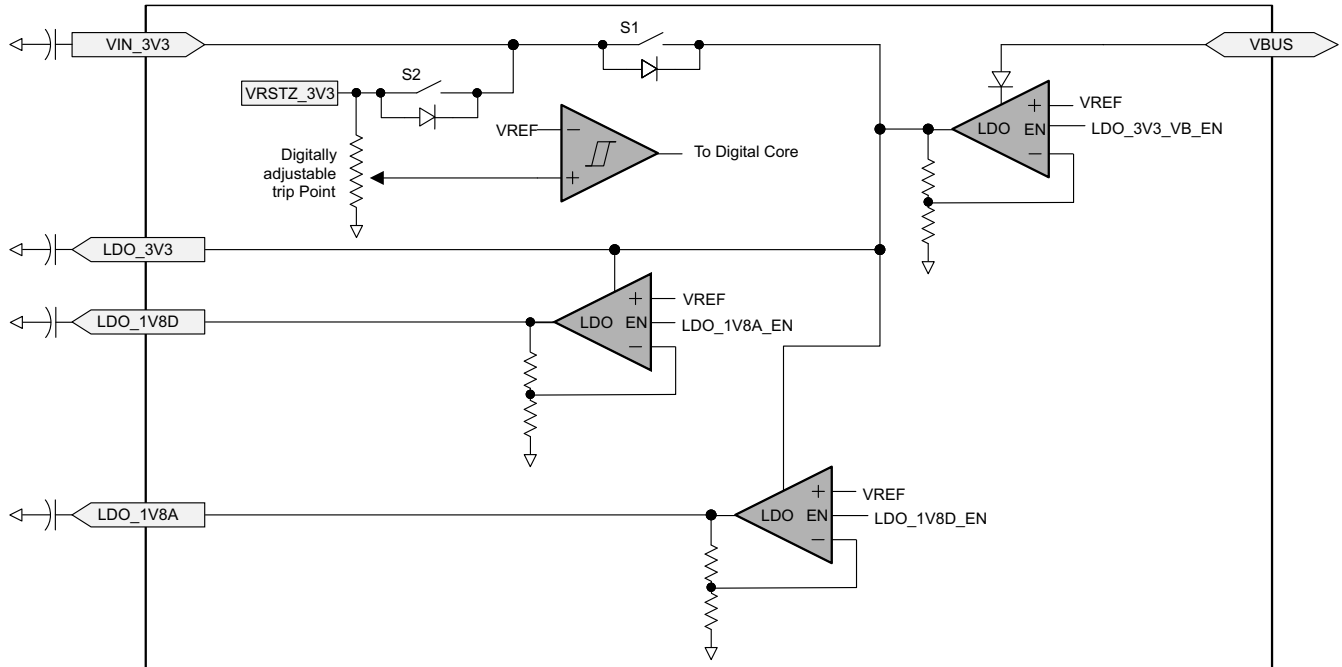 S1
VIN_3V3
VBUS
S2
VRSTZ_3V3
VREF
LDO
+
EN
−
VREF
LDO_3V3_VB_EN
VREF
−
+
To Digital Core
Digitally
adjustable
trip Point
LDO_3V3
LDO_1V8D
LDO
+
EN
−
VREF
LDO_1V8A_EN
LDO_1V8A
LDO
+
EN
−
VREF
LDO_1V8D_EN